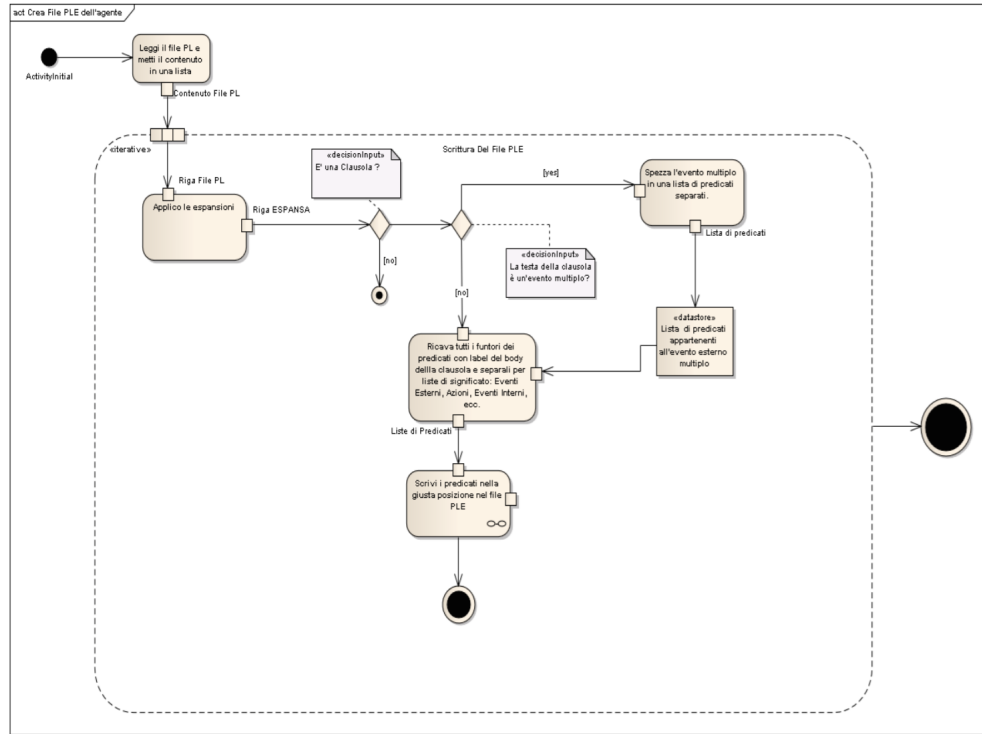 act Crea File PLE dell'agente
ActivityInitial
Leggi il file PL e
metti il contenuto
in una lista
Contenuto File PL
«iterative»
Scrittura Del File PLE
Riga File PL
Applico le espansioni
Riga ESPANSA
«decisionInput»
E' una Clausola ?
[no]
[yes]
«decisionInput»
La testa della clausola
è un'evento multiplo?
[no]
Spezza l'evento multiplo
in una lista di predicati
separati.
Lista di predicati
«datastore»
Lista di predicati
appartenenti
all'evento esterno
multiplo
Ricava tutti i funtori dei
predicati con label del body
dellla clausola e separali per
liste di significato: Eventi
Esterni, Azioni, Eventi Interni,
ecc.
Liste di Predicati
Scrivi i predicati nella
giusta posizione nel file
PLE